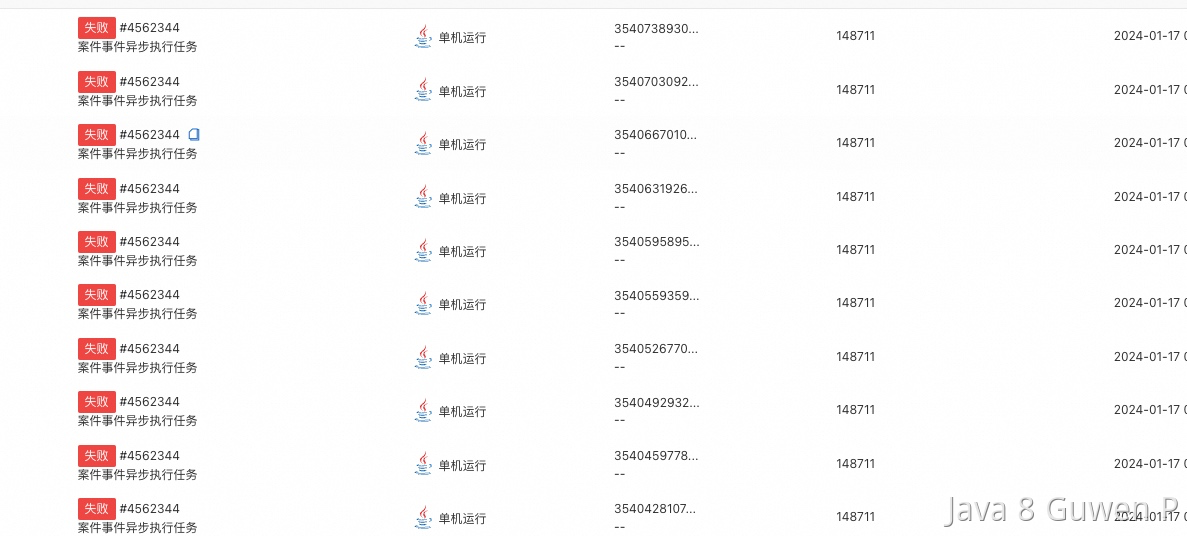 失败 #4562344 单机运行 3540738930... 148711 2024-01-17
案件事件异步执行任务 --
失败 #4562344 单机运行 3540703092... 148711 2024-01-17
案件事件异步执行任务 --
失败 #4562344 单机运行 3540667010... 148711 2024-01-17
案件事件异步执行任务 --
失败 #4562344 单机运行 3540631926... 148711 2024-01-17
案件事件异步执行任务 --
失败 #4562344 单机运行 3540595895... 148711 2024-01-17
案件事件异步执行任务 --
失败 #4562344 单机运行 3540559359... 148711 2024-01-17
案件事件异步执行任务 --
失败 #4562344 单机运行 3540526770... 148711 2024-01-17
案件事件异步执行任务 --
失败 #4562344 单机运行 3540492932... 148711 2024-01-17
案件事件异步执行任务 --
失败 #4562344 单机运行 3540459778... 148711 2024-01-17
案件事件异步执行任务 --
失败 #4562344 单机运行 3540428107... 148711 2024-01-17
案件事件异步执行任务 --
Java 8 Guwen P